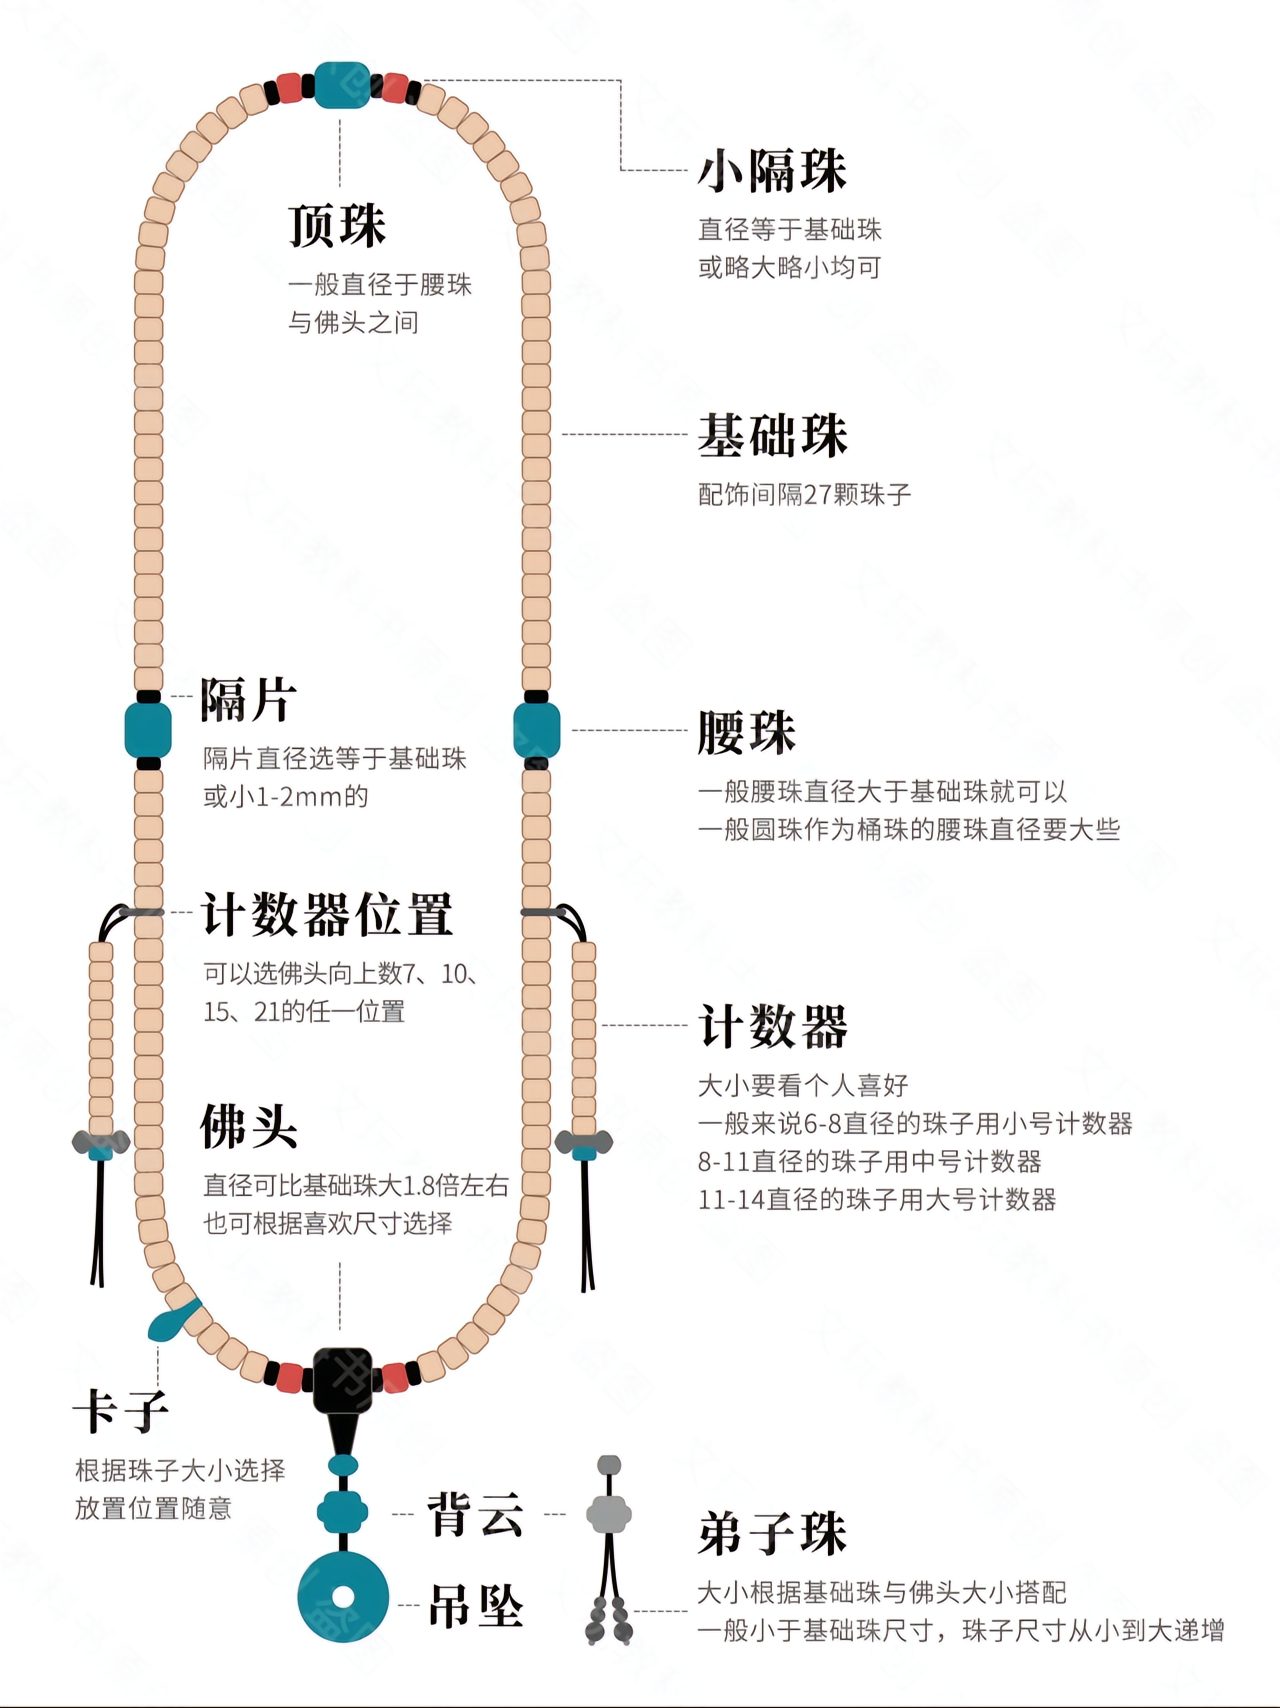 小隔珠
直径等于基础珠
或略大略小均可
顶珠
一般直径于腰珠
与佛头之间
基础珠
配饰间隔27颗珠子
隔片
隔片直径选等于基础珠
或小1-2mm的
腰珠
一般腰珠直径大于基础珠就可以
一般圆珠作为桶珠的腰珠直径要大些
计数器位置
可以选佛头向上数7、10、
15、21的任一位置
计数器
大小要看个人喜好
一般来说6-8直径的珠子用小号计数器
8-11直径的珠子用中号计数器
11-14直径的珠子用大号计数器
佛头
直径可比基础珠大1.8倍左右
也可根据喜欢尺寸选择
卡子
根据珠子大小选择
放置位置随意
背云
吊坠
弟子珠
大小根据基础珠与佛头大小搭配
一般小于基础珠尺寸，珠子尺寸从小到大递增